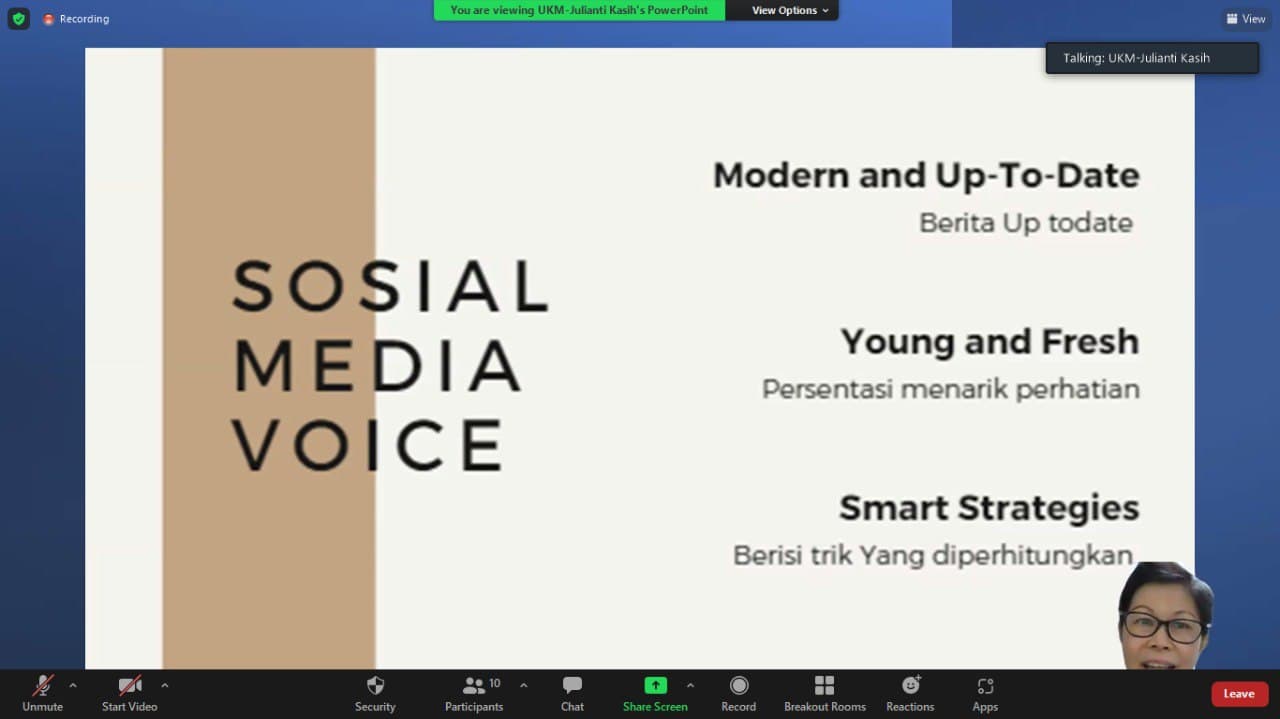 Recording
You are viewing UKM-Julianti Kasih's PowerPoint
View Options
View
Talking: UKM-Julianti Kasih
SOSIAL
MEDIA
VOICE
Modern and Up-To-Date
Berita Up todate
Young and Fresh
Persentasi menarik perhatian
Smart Strategies
Berisi trik Yang diperhitungkan
Unmute
Start Video
Security
10
Participants
Chat
Share Screen
Record
Breakout Rooms
Reactions
Apps
Leave